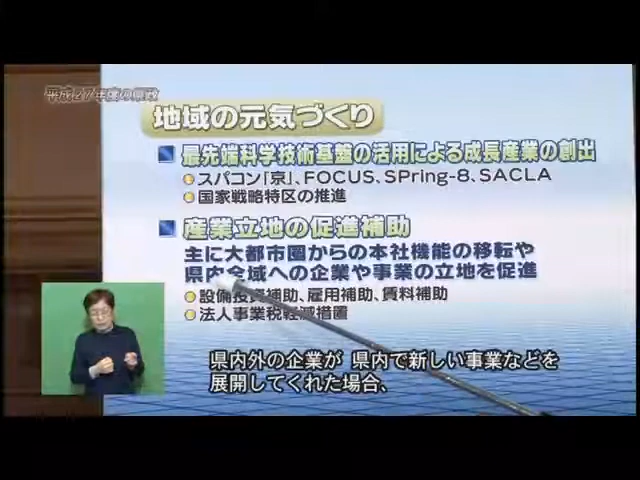 平成27年度の県政
地域の元気づくり
最先端科学技術基盤の活用による成長産業の創出
スパコン「京」、FOCUS、SPring-8、SACLA
国家戦略特区の推進
産業立地の促進補助
主に大都市圏からの本社機能の移転や
県内全域への企業や事業の立地を促進
設備投資補助、雇用補助、賃料補助
法人事業税軽減措置
県内外の企業が 県内で新しい事業などを
展開してくれた場合、